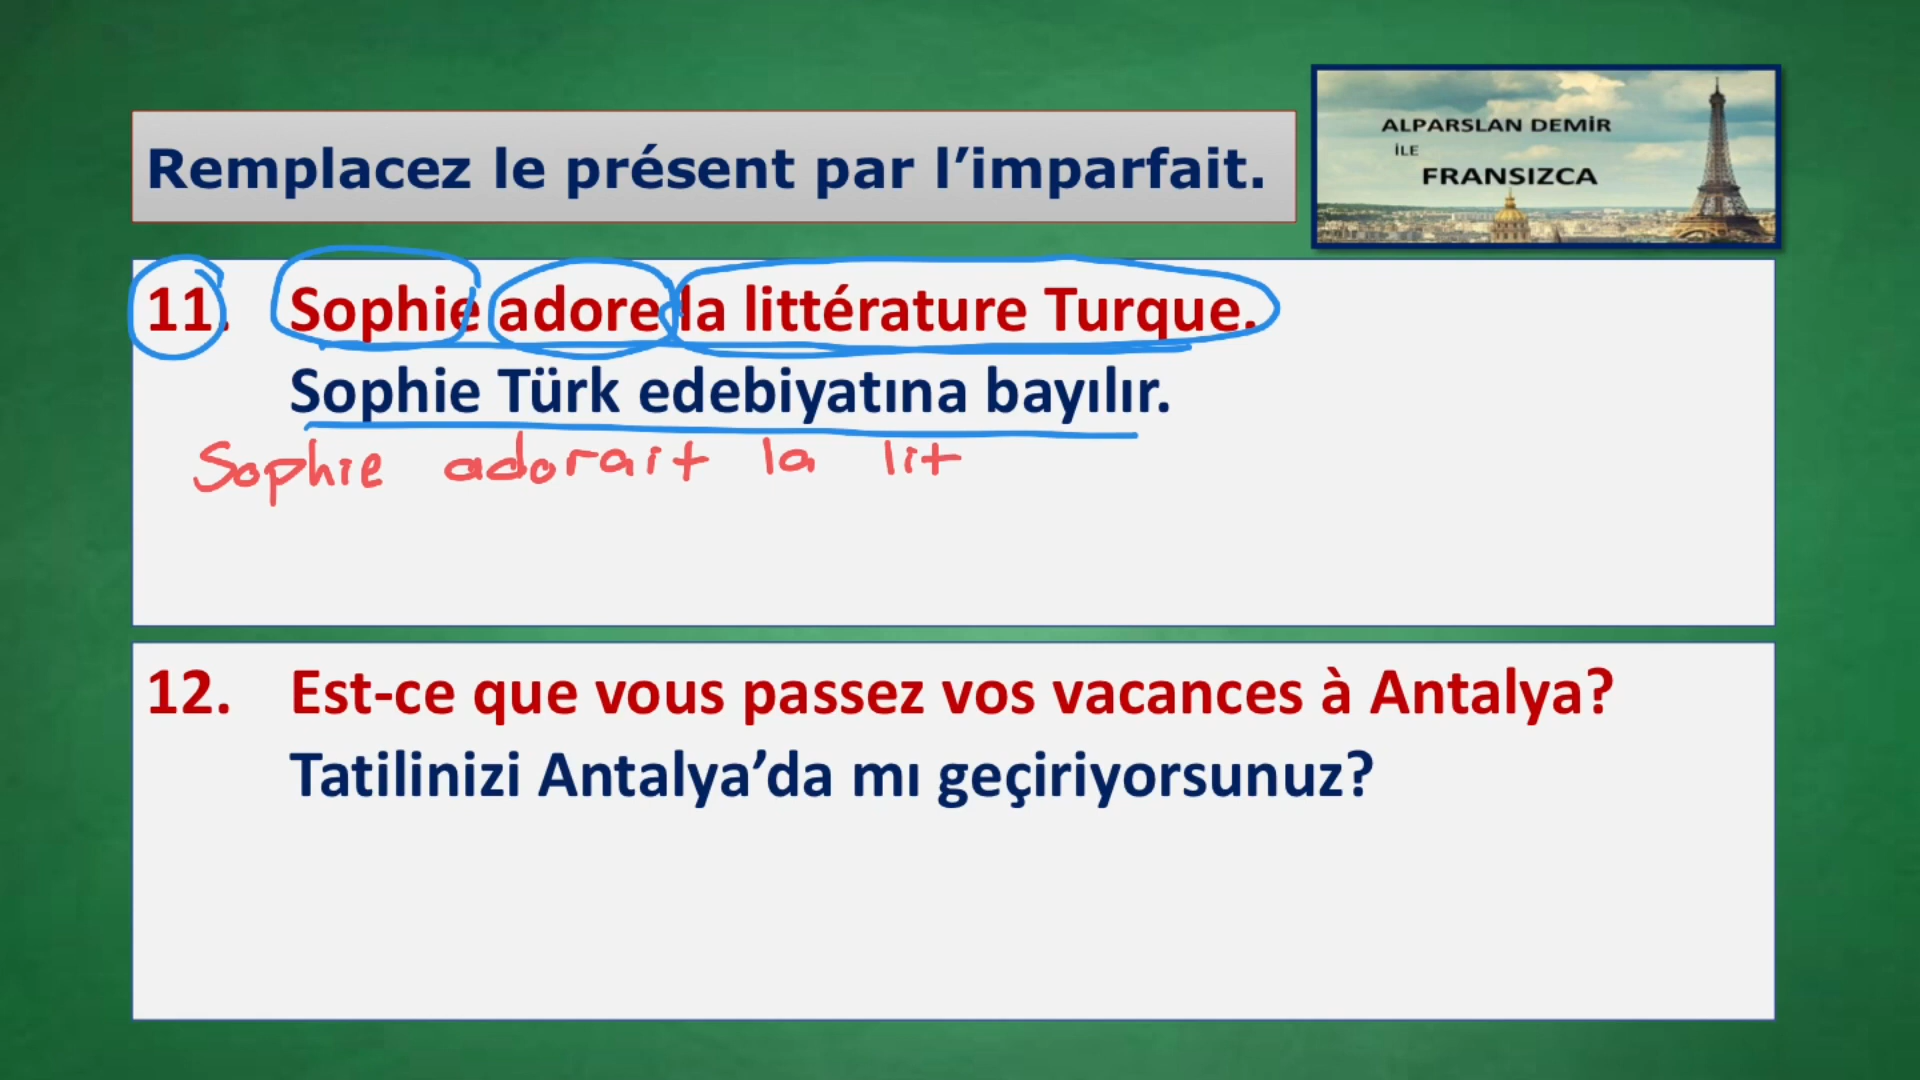 Remplacez le présent par l’imparfait.
ALPARSLAN DEMİR
İLE
FRANSIZCA
11. Sophie adore la littérature Turque.
Sophie Türk edebiyatına bayılır.
Sophie adorait la lit
12. Est-ce que vous passez vos vacances à Antalya?
Tatilinizi Antalya’da mı geçiriyorsunuz?